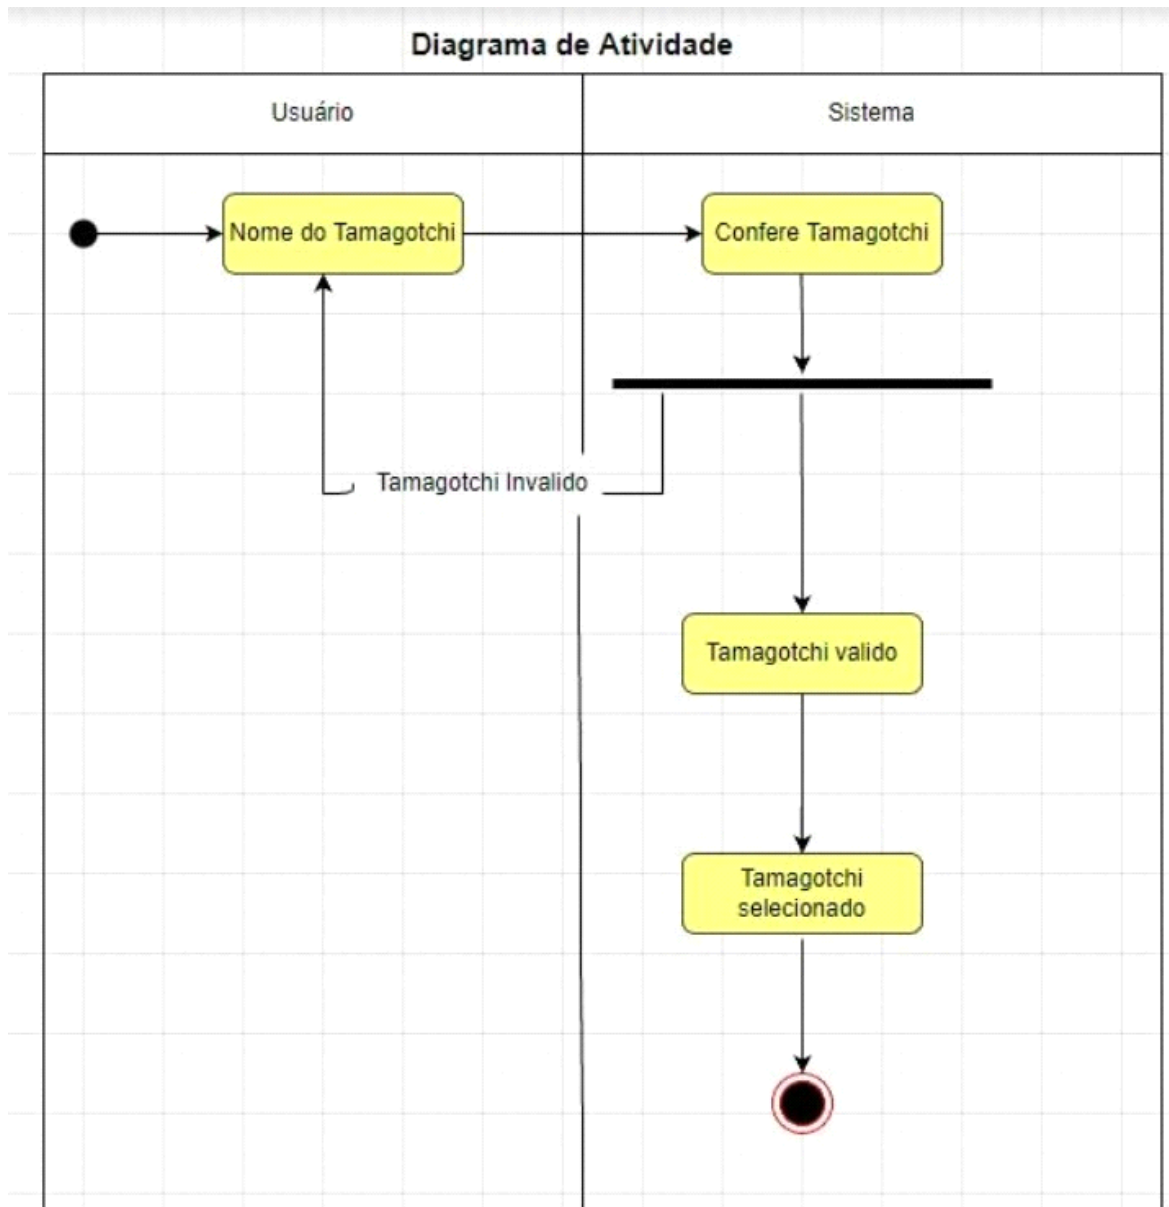 Diagrama de Atividade
Usuário
Sistema
Nome do Tamagotchi
Confere Tamagotchi
Tamagotchi Invalido
Tamagotchi valido
Tamagotchi
selecionado